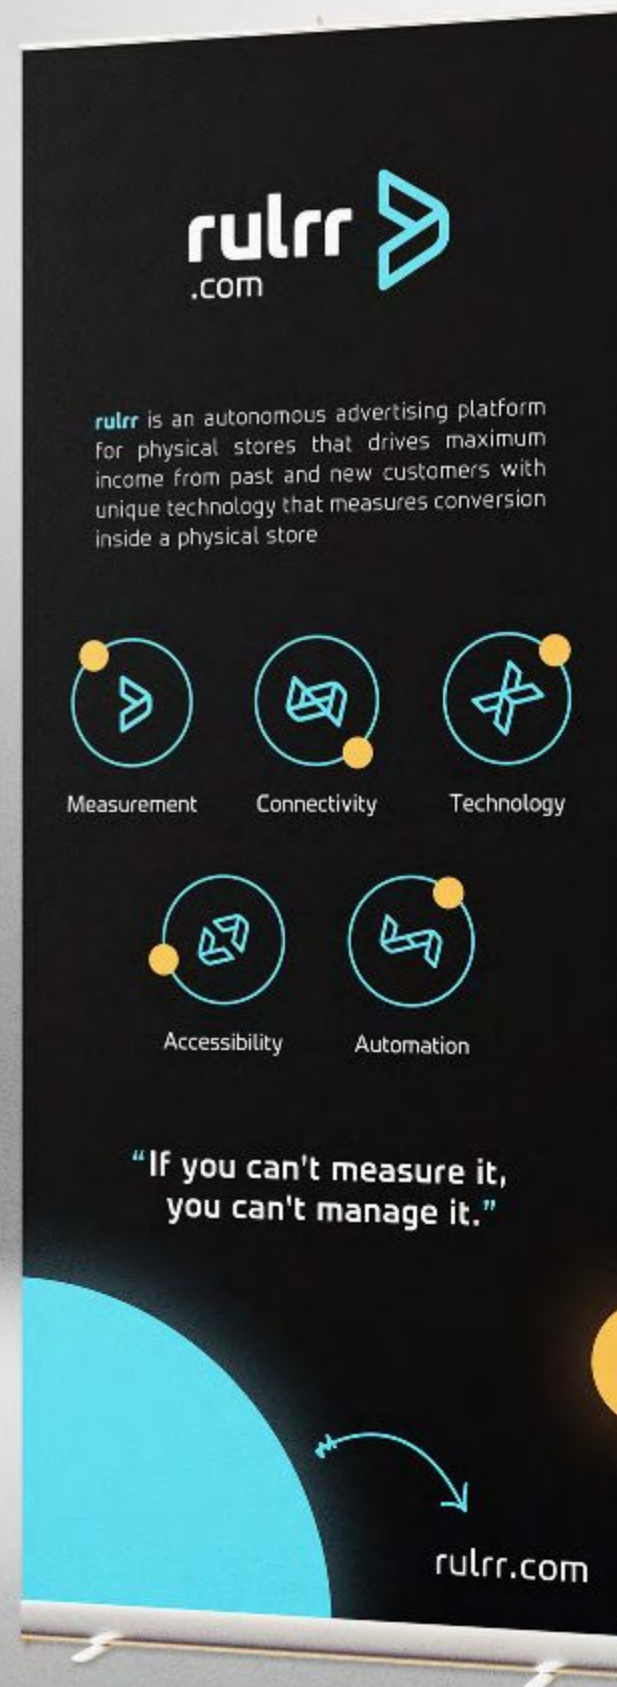 rulrr
.com
rulrr is an autonomous advertising platform
for physical stores that drives maximum
income from past and new customers with
unique technology that measures conversion
inside a physical store
Measurement
Connectivity
Technology
Accessibility
Automation
“If you can't measure it,
you can't manage it.”
rulrr.com